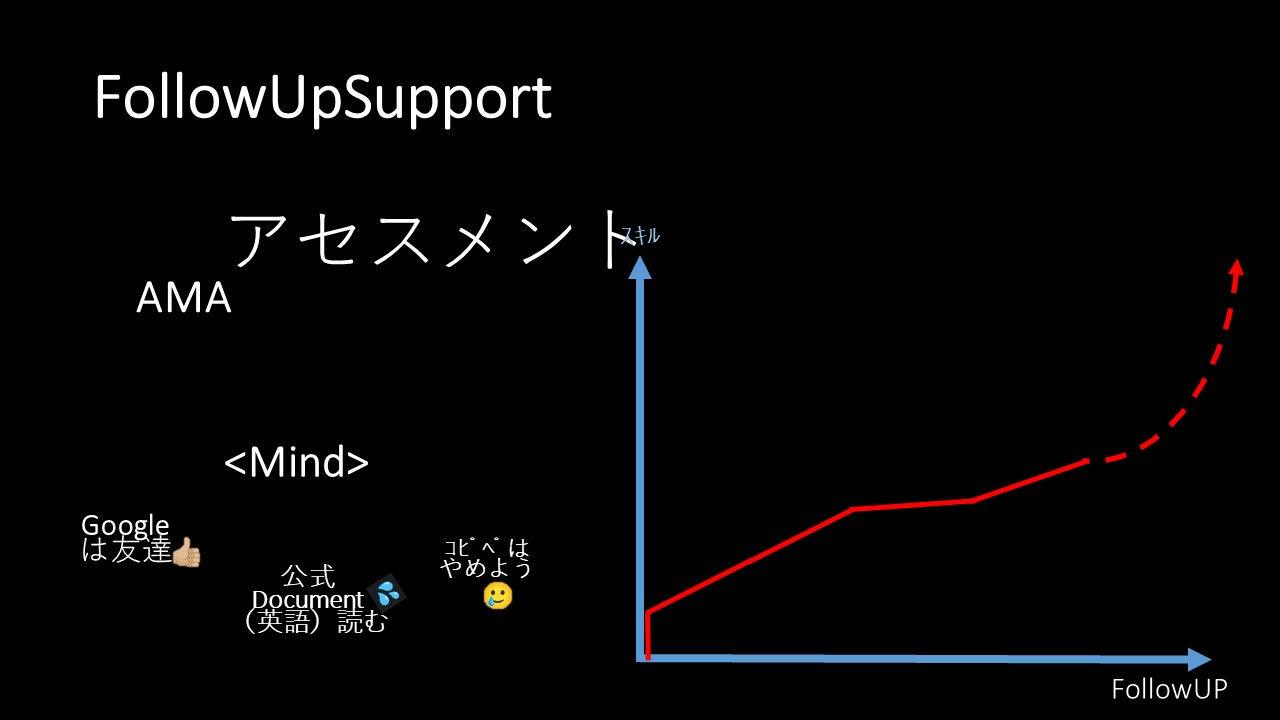 FollowUpSupport
アセスメント
AMA
ｽｷﾙ
<Mind>
Google
は友達👍🏼
公式
Document💦
（英語）読む
ｺﾋﾟﾍﾟは
やめよう
🥲
FollowUP